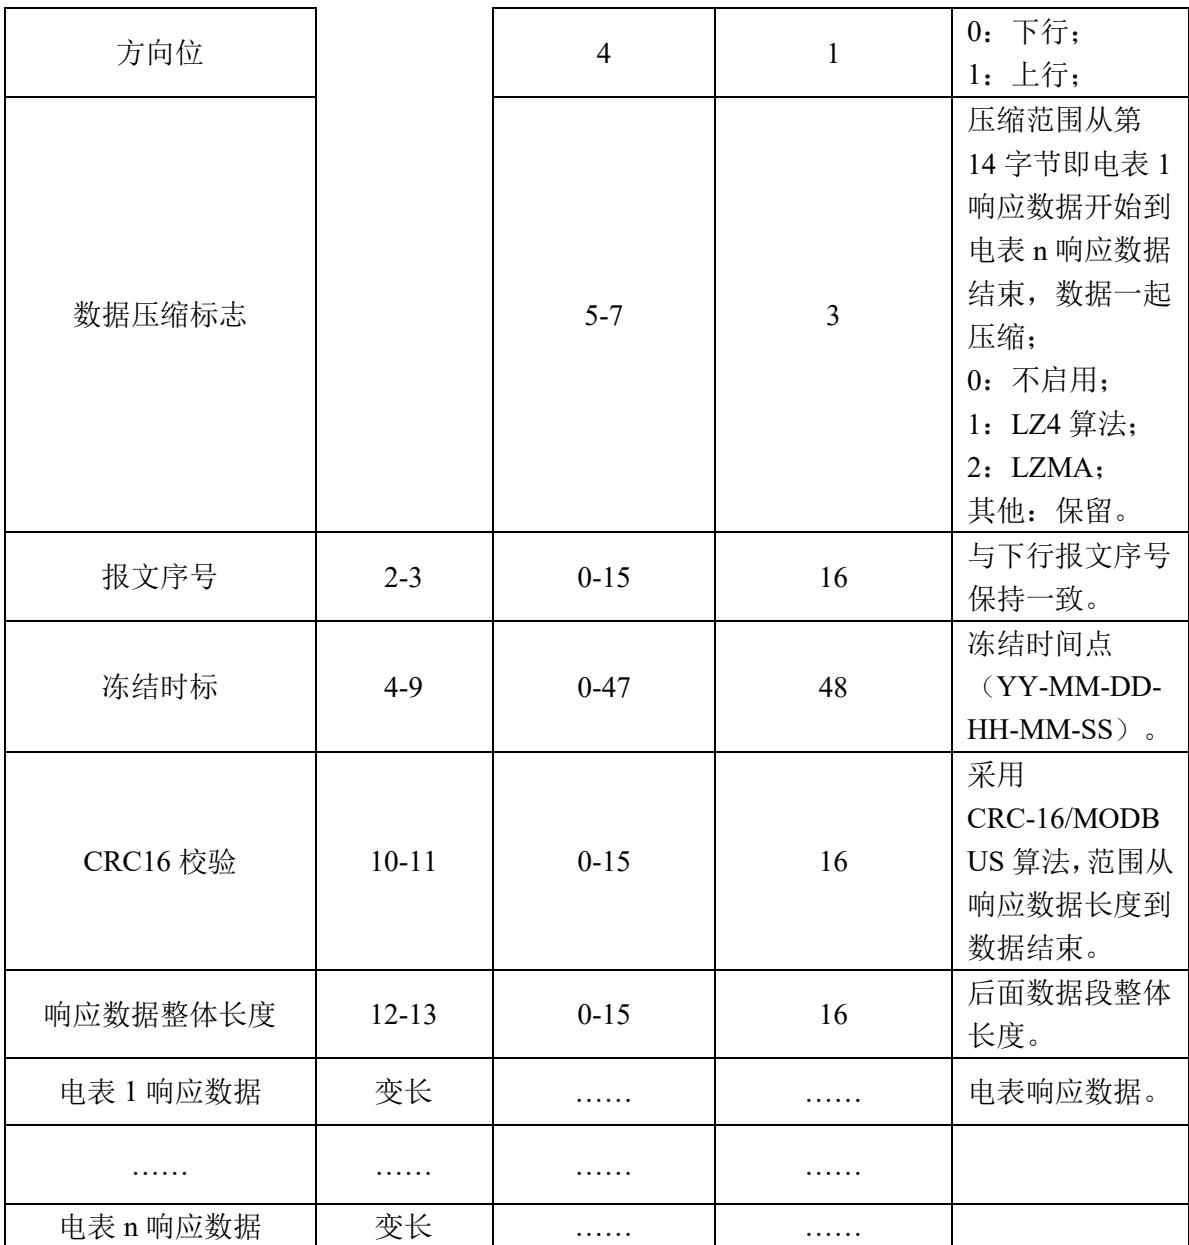 方向位
4
1
0：下行；
1：上行；
数据压缩标志
5-7
3
压缩范围从第
14 字节即电表 1
响应数据开始到
电表 n 响应数据
结束，数据一起
压缩；
0：不启用；
1：LZ4 算法；
2：LZMA；
其他：保留。
报文序号
2-3
0-15
16
与下行报文序号
保持一致。
冻结时标
4-9
0-47
48
冻结时间点
（YY-MM-DD-
HH-MM-SS）。
CRC16 校验
10-11
0-15
16
采用
CRC-16/MODB
US 算法，范围从
响应数据长度到
数据结束。
响应数据整体长度
12-13
0-15
16
后面数据段整体
长度。
电表 1 响应数据
变长
……
……
电表响应数据。
……
……
……
……
电表 n 响应数据
变长
……
……